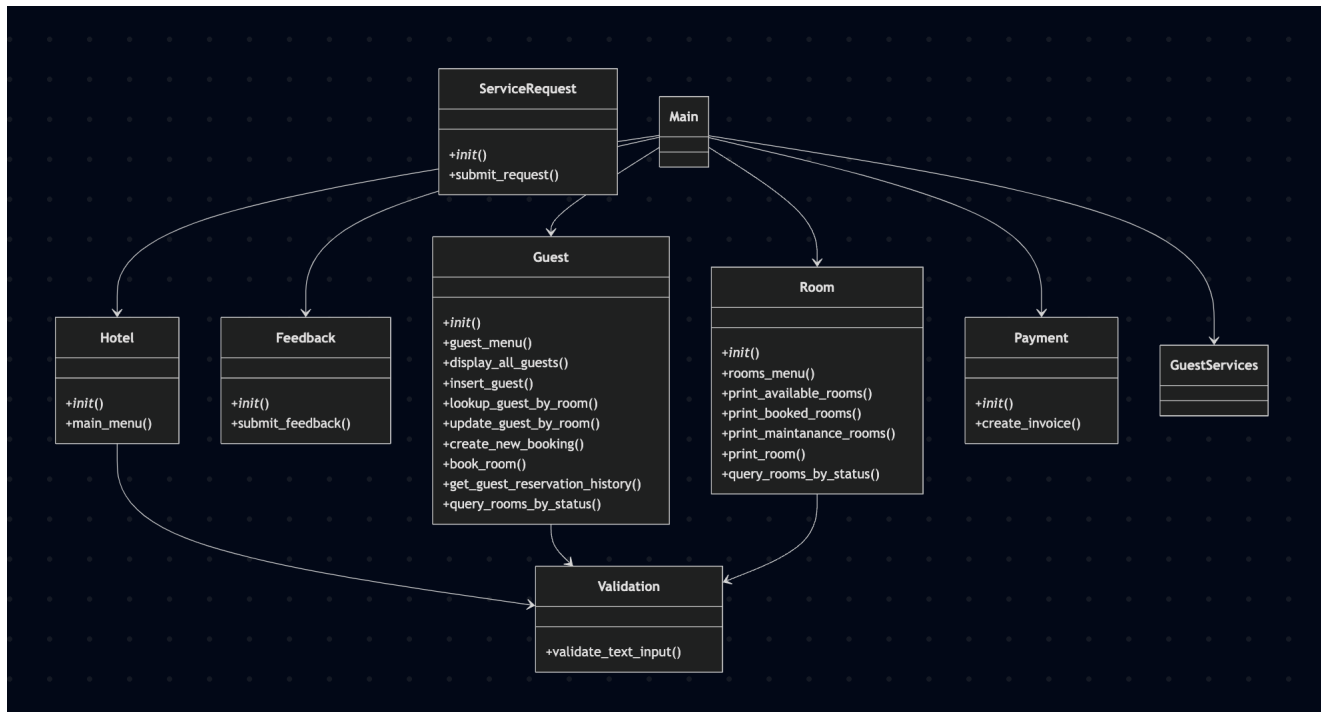 ServiceRequest
+init()
+submit_request()
Main
Guest
+init()
+guest_menu()
+display_all_guests()
+insert_guest()
+lookup_guest_by_room()
+update_guest_by_room()
+create_new_booking()
+book_room()
+get_guest_reservation_history()
+query_rooms_by_status()
Room
+init()
+rooms_menu()
+print_available_rooms()
+print_booked_rooms()
+print_maintanance_rooms()
+print_room()
+query_rooms_by_status()
Hotel
+init()
+main_menu()
Feedback
+init()
+submit_feedback()
Payment
+init()
+create_invoice()
GuestServices
Validation
+validate_text_input()